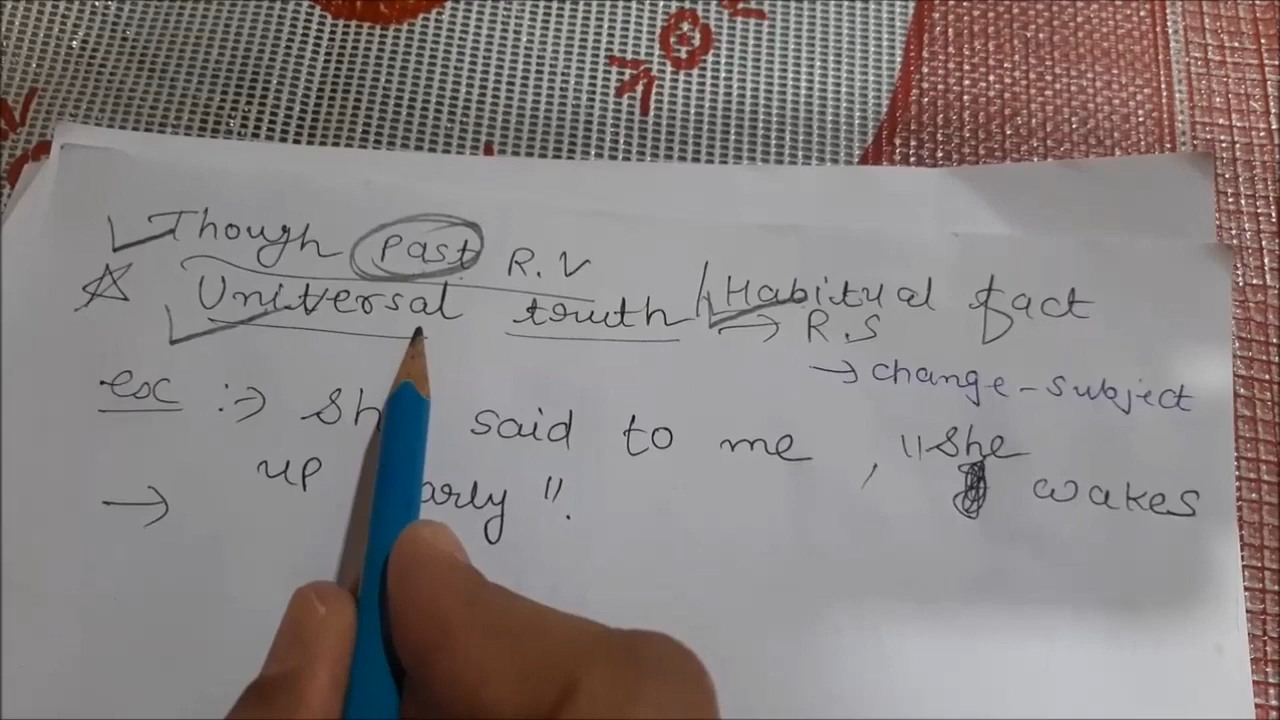 Though Past R.V
Universal truth / Habitual fact
→ R.S
→ change-subject
ex :→ Sh said to me, "She wakes
up arly".
→